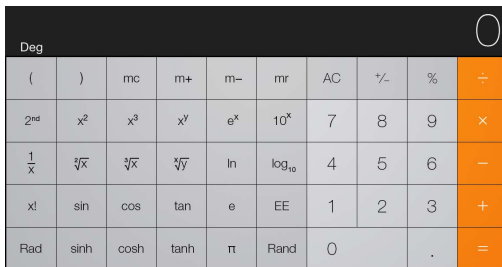 0
Deg
( ) mc m+ m− mr AC +/− % ÷
2nd x² x³ xʸ eˣ 10ˣ 7 8 9 ×
1/x ²√x ³√x ˣ√y ln log₁₀ 4 5 6 −
x! sin cos tan e EE 1 2 3 +
Rad sinh cosh tanh π Rand 0 . =